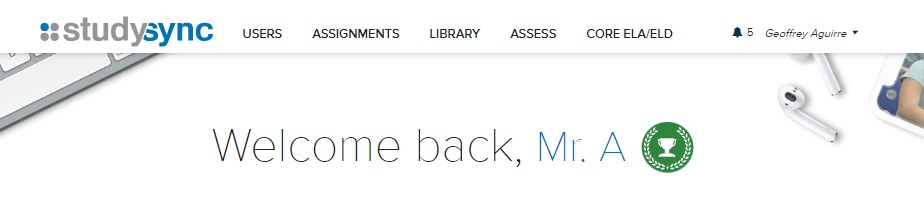 studysync USERS ASSIGNMENTS LIBRARY ASSESS CORE ELA/ELD 5 Geoffrey Aguirre
Welcome back, Mr. A